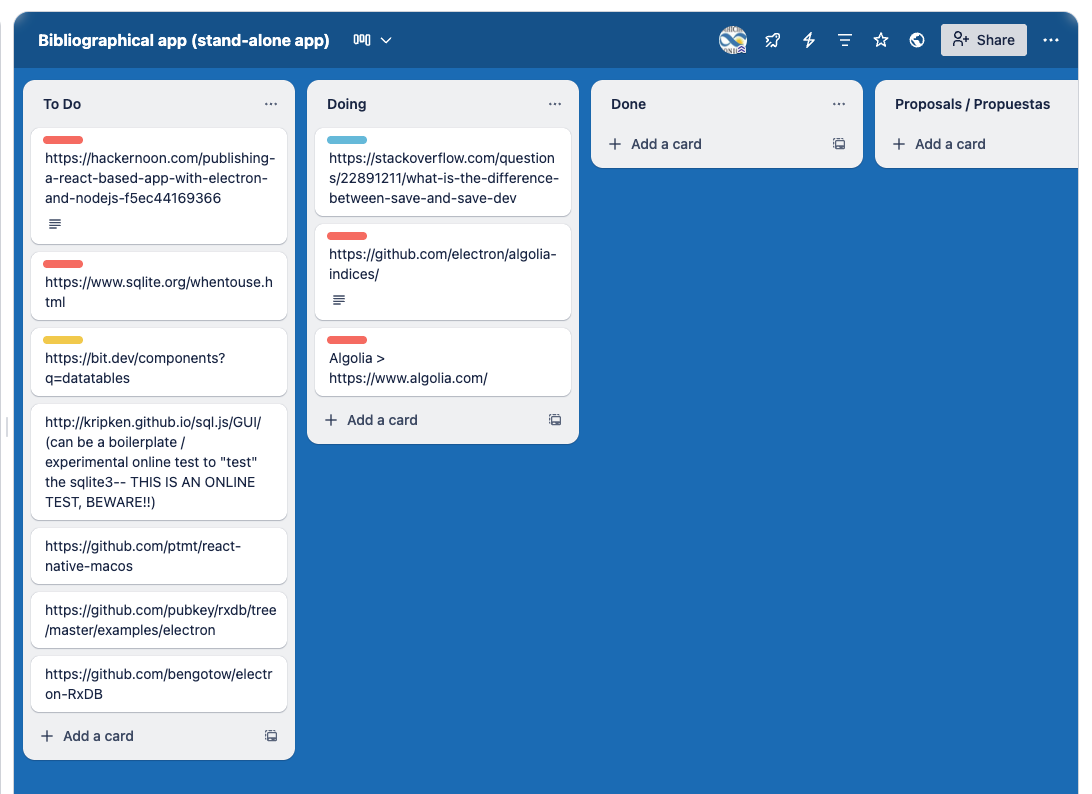 Bibliographical app (stand-alone app)
Share
To Do
https://hackernoon.com/publishing-
a-react-based-app-with-electron-
and-nodejs-f5ec44169366
https://www.sqlite.org/whentouse.h
tml
https://bit.dev/components?
q=datatables
http://kripken.github.io/sql.js/GUI/
(can be a boilerplate /
experimental online test to "test"
the sqlite3-- THIS IS AN ONLINE
TEST, BEWARE!!)
https://github.com/ptmt/react-
native-macos
https://github.com/pubkey/rxdb/tree
/master/examples/electron
https://github.com/bengotow/electr
on-RxDB
Add a card
Doing
https://stackoverflow.com/question
s/22891211/what-is-the-difference-
between-save-and-save-dev
https://github.com/electron/algolia-
indices/
Algolia >
https://www.algolia.com/
Add a card
Done
Add a card
Proposals / Propuestas
Add a card